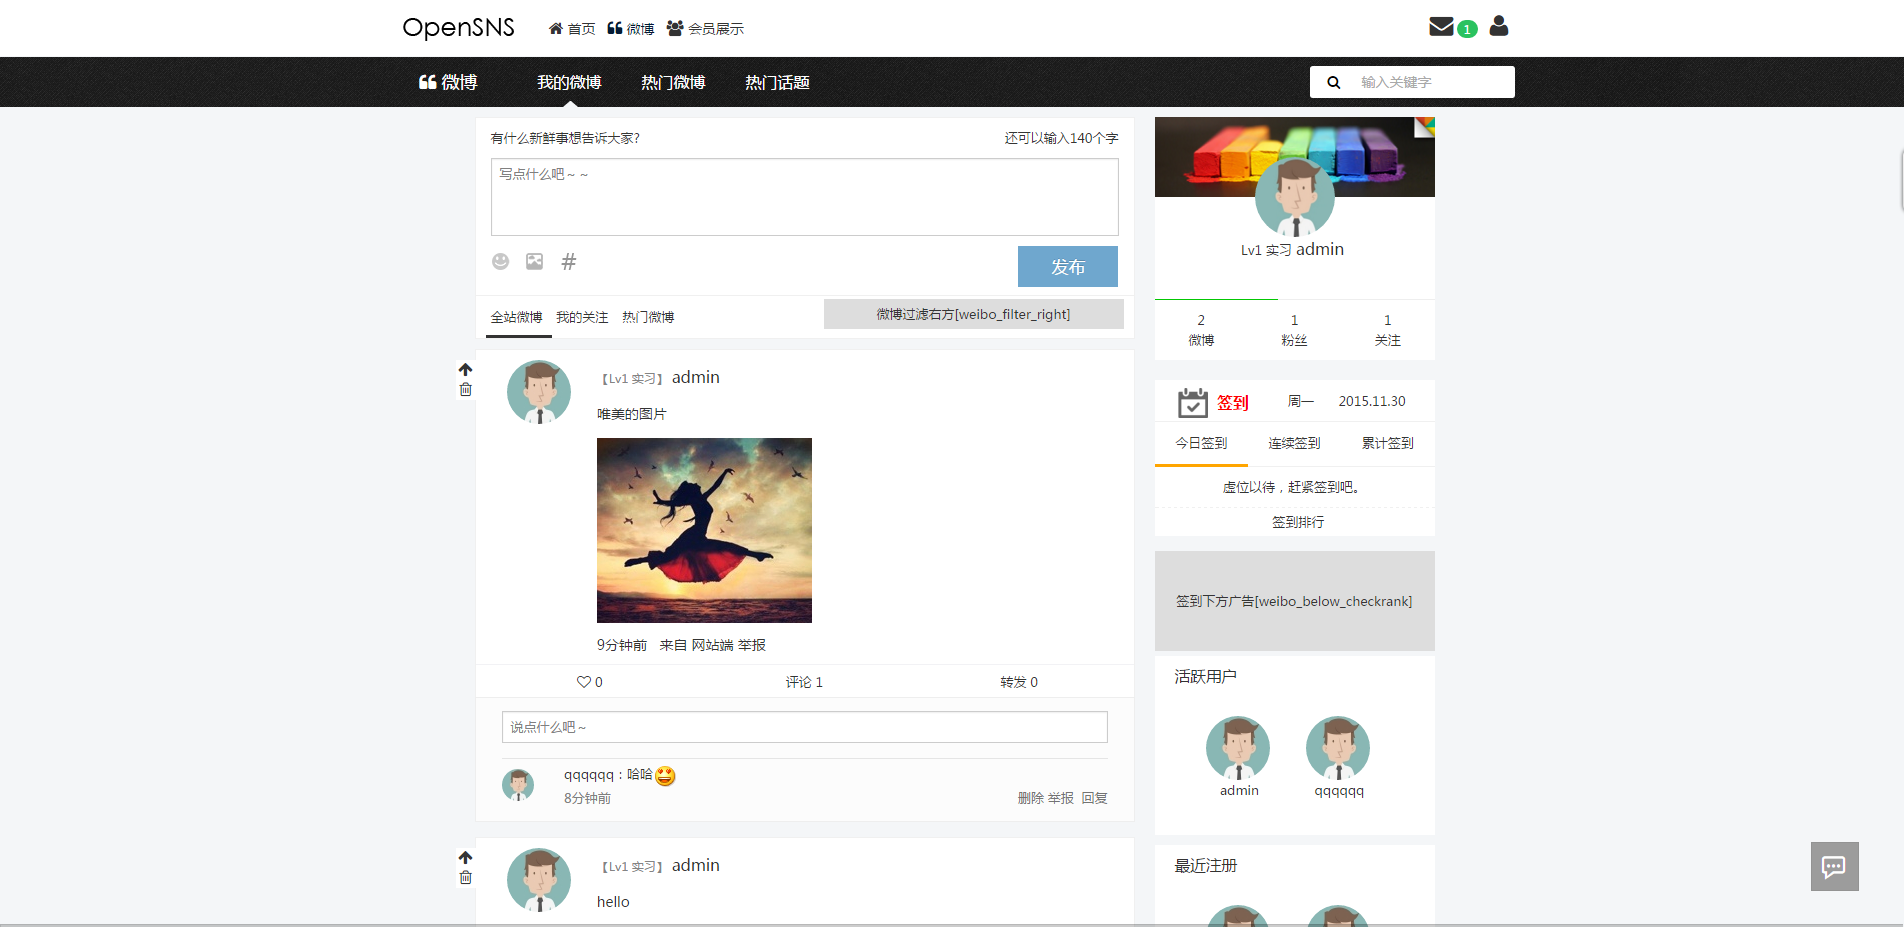 OpenSNS 首页 微博 会员展示 1
微博 我的微博 热门微博 热门话题 输入关键字
有什么新鲜事想告诉大家? 还可以输入140个字
写点什么吧～～
# 发布
全站微博 我的关注 热门微博 微博过滤右方[weibo_filter_right]
【Lv1 实习】 admin
唯美的图片
9分钟前 来自 网站端 举报
0 评论 1 转发 0
说点什么吧～
qqqqqq：哈哈
8分钟前 删除 举报 回复
【Lv1 实习】 admin
hello
Lv1 实习 admin
2 1 1
微博 粉丝 关注
签到 周一 2015.11.30
今日签到 连续签到 累计签到
虚位以待，赶紧签到吧。
签到排行
签到下方广告[weibo_below_checkrank]
活跃用户
admin qqqqqq
最近注册